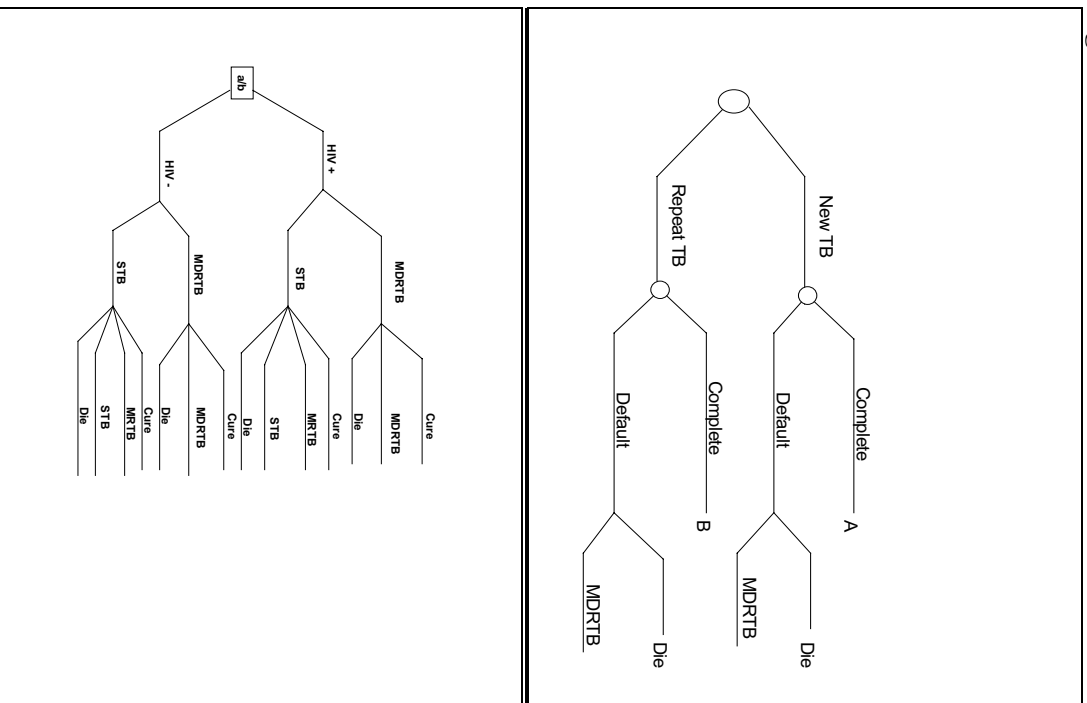 New TB
Complete
A
Default
Die
MDRTB
Repeat TB
Complete
B
Default
Die
MDRTB
a/b
HIV +
MDRTB
Cure
MDRTB
Die
STB
Cure
MRTB
STB
Die
HIV -
MDRTB
Cure
MDRTB
Die
STB
Cure
MRTB
STB
Die